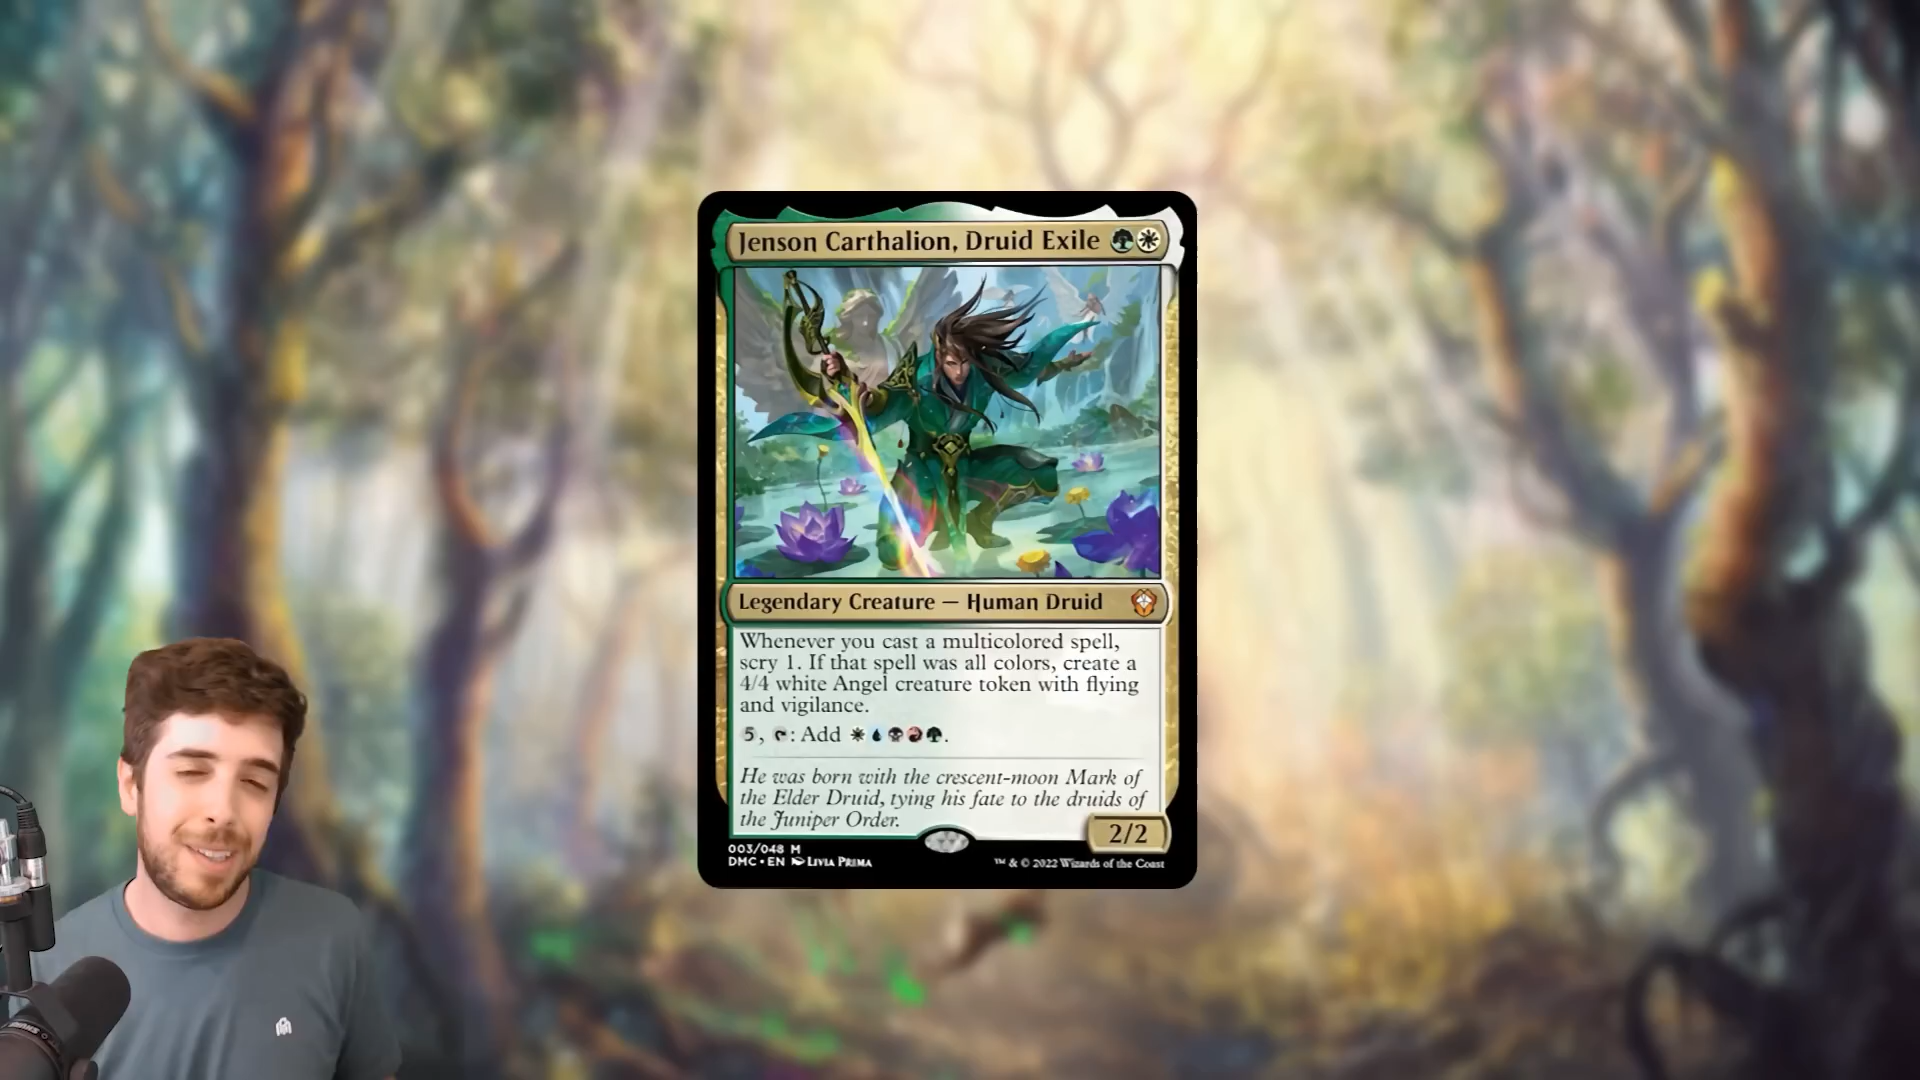 Jenson Carthalion, Druid Exile
Legendary Creature — Human Druid
Whenever you cast a multicolored spell,
scry 1. If that spell was all colors, create a
4/4 white Angel creature token with flying
and vigilance.
5, : Add .
He was born with the crescent-moon Mark of
the Elder Druid, tying his fate to the druids of
the Juniper Order.
2/2
003/048 M
DMC • EN LIVIA PRIMA
™ & © 2022 Wizards of the Coast